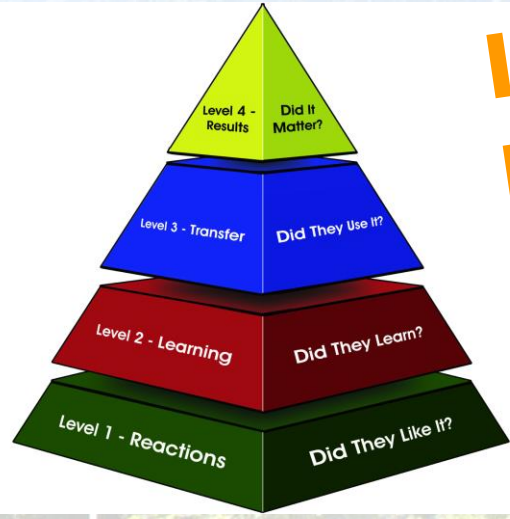 Level 4 -
Results
Did It
Matter?
Level 3 - Transfer
Did They Use It?
Level 2 - Learning
Did They Learn?
Level 1 - Reactions
Did They Like It?